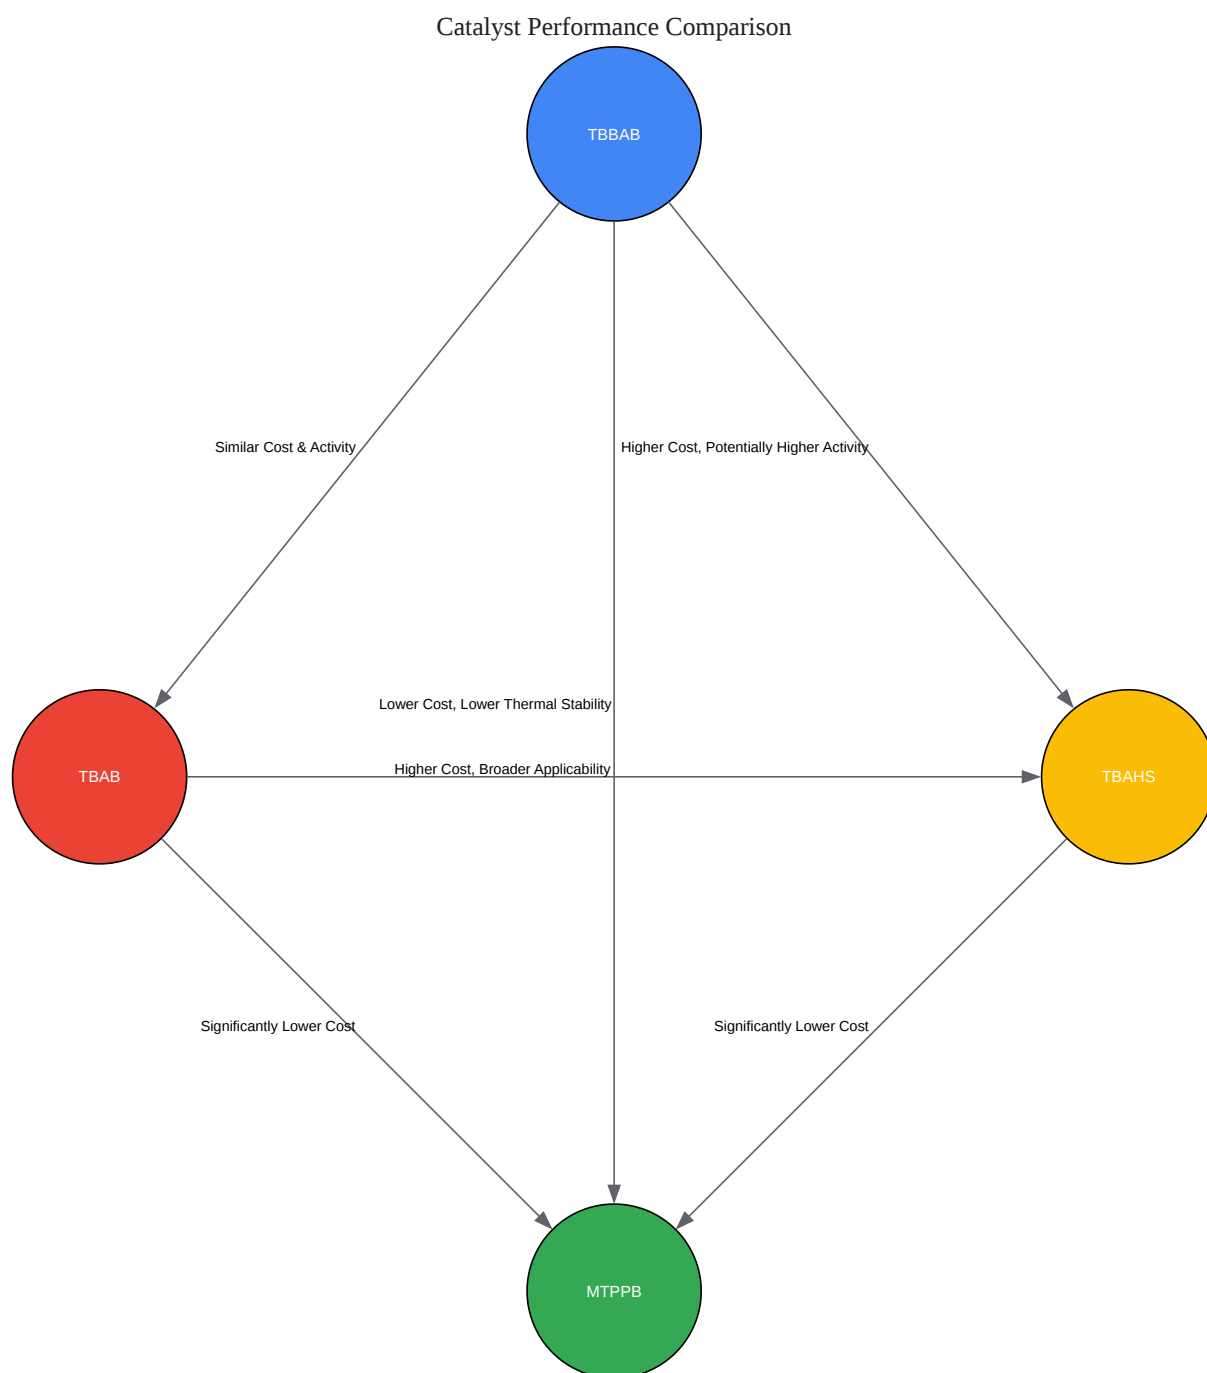 Catalyst Performance Comparison
TBBAB
Similar Cost & Activity
Higher Cost, Potentially Higher Activity
Lower Cost, Lower Thermal Stability
Higher Cost, Broader Applicability
TBAB
TBAHS
Significantly Lower Cost
Significantly Lower Cost
MTPPB